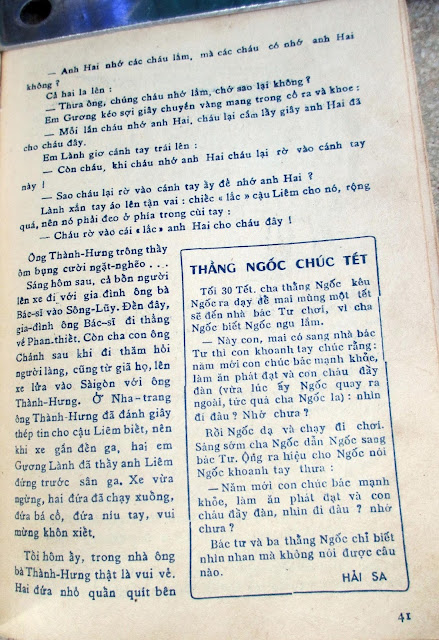 — Anh Hai nhớ các cháu lắm, mà các cháu có nhớ anh Hai
không ?
Cả hai la lên :
— Thưa ông, chúng cháu nhớ lắm, chớ sao lại không ?
Em Gương kéo sợi giây chuyền vàng mang trong cổ ra và khoe :
— Mỗi lần cháu nhớ anh Hai, cháu lại cầm lấy giây anh Hai đã
cho cháu đây.
Em Lành giơ cánh tay trái lên :
— Còn cháu, khi cháu nhớ anh Hai cháu lại rờ vào cánh tay
này !
— Sao cháu lại rờ vào cánh tay ấy để nhớ anh Hai ?
Lành xắn tay áo lên tận vai : chiếc « lắc » cậu Liêm cho nó, rộng
quá, nên nó phải đeo ở phía trong cùi tay :
— Cháu rờ vào cái « lắc » anh Hai cho cháu đây !
Ông Thành-Hưng trông thấy
ôm bụng cười ngặt-nghẽo . . .
Sáng hôm sau, cả bọn người
lên xe đi với gia đình ông bà
Bác-sĩ vào Sông-Lũy. Đến đây,
gia-đình ông Bác-sĩ đi thẳng
về Phan-thiết. Còn cha con ông
Chánh sau khi đi thăm hỏi
người làng, cũng từ giã họ, lên
xe lửa vào Sàigòn với ông
Thành-Hưng. Ở Nha-trang
ông Thành-Hưng đã đánh giây
thép tin cho cậu Liêm biết, nên
khi xe gần đến ga, hai em
Gương Lành đã thấy anh Liêm
đứng trước sân ga. Xe vừa
ngừng, hai đứa đã chạy xuống,
đứa bá cổ, đứa níu tay, vui
mừng khôn xiết.
Tối hôm ấy, trong nhà ông
bà Thành-Hưng thật là vui vẻ.
Hai đứa nhỏ quấn quít bên
THẰNG NGỐC CHÚC TẾT
Tối 30 Tết. cha thằng Ngốc kêu
Ngốc ra dạy để mai mùng một tết
sẽ đến nhà bác Tư chơi, vì cha
Ngốc biết Ngốc ngu lắm.
— Này con, mai có sang nhà bác
Tư thì con khoanh tay chúc rằng :
năm mới con chúc bác mạnh khỏe,
làm ăn phát đạt và con cháu đầy
đàn (vừa lúc ấy Ngốc quay ra
ngoài, tức quá cha Ngốc la) : nhìn
đi đâu ? Nhớ chưa ?
Rồi Ngốc dạ và chạy đi chơi.
Sáng sớm cha Ngốc dẫn Ngốc sang
bác Tư. Ông ra hiệu cho Ngốc nói
Ngốc khoanh tay thưa :
— Năm mới con chúc bác mạnh
khỏe, làm ăn phát đạt và con
cháu đầy đàn, nhìn đi đâu ? nhớ
chưa ?
Bác tư và ba thằng Ngốc chỉ biết
nhìn nhau mà không nói được câu
nào.
HẢI SA
41